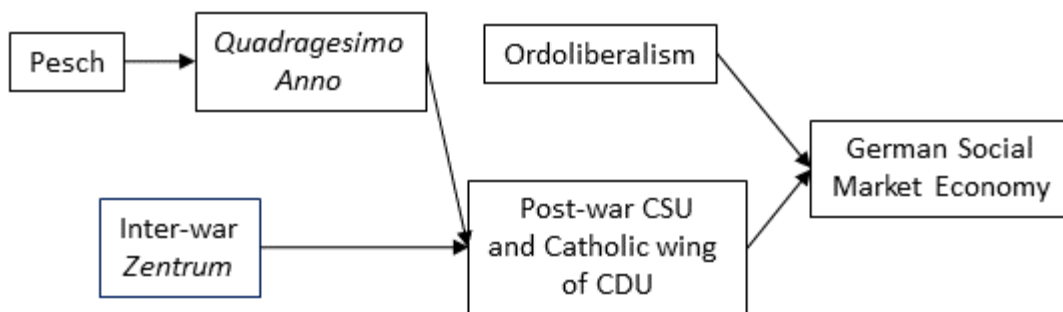 Pesch
Quadragesimo
Anno
Ordoliberalism
German Social
Market Economy
Inter-war
Zentrum
Post-war CSU
and Catholic wing
of CDU